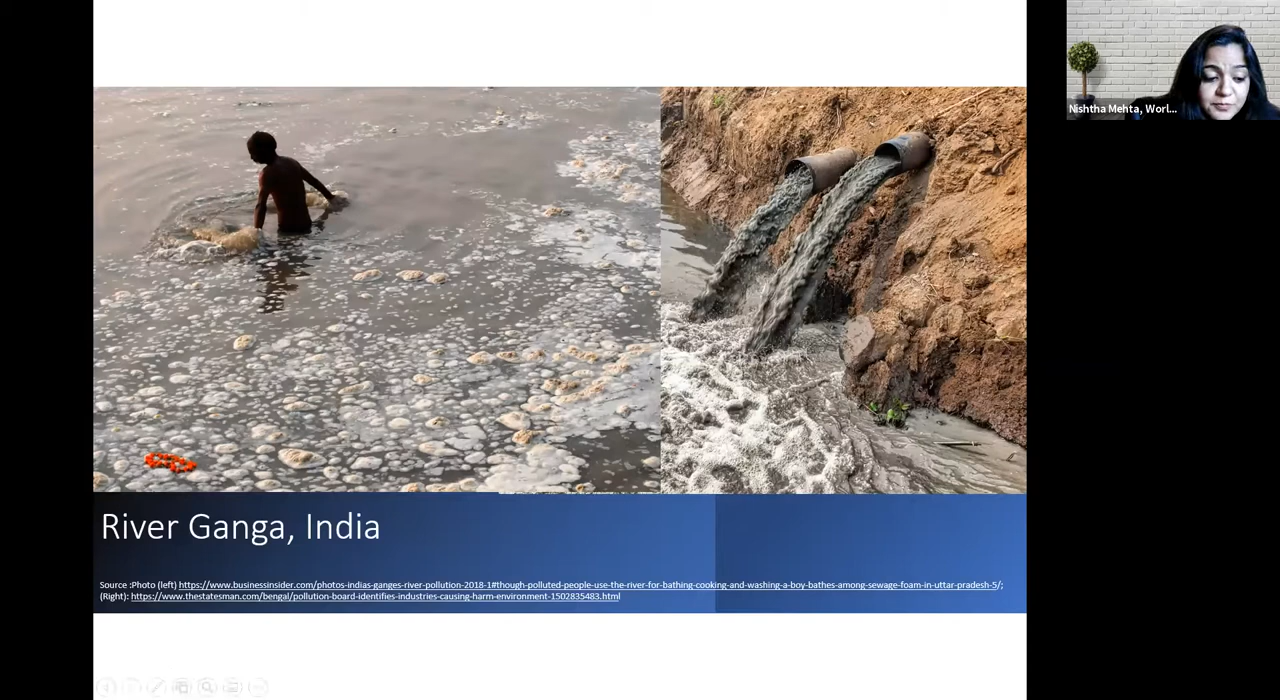 Nishtha Mehta, Worl...
River Ganga, India
Source :Photo (left) https://www.businessinsider.com/photos-indias-ganges-river-pollution-2018-1#though-polluted-people-use-the-river-for-bathing-cooking-and-washing-a-boy-bathes-among-sewage-foam-in-uttar-pradesh-5/;
(Right): https://www.thestatesman.com/bengal/pollution-board-identifies-industries-causing-harm-environment-1502835483.html